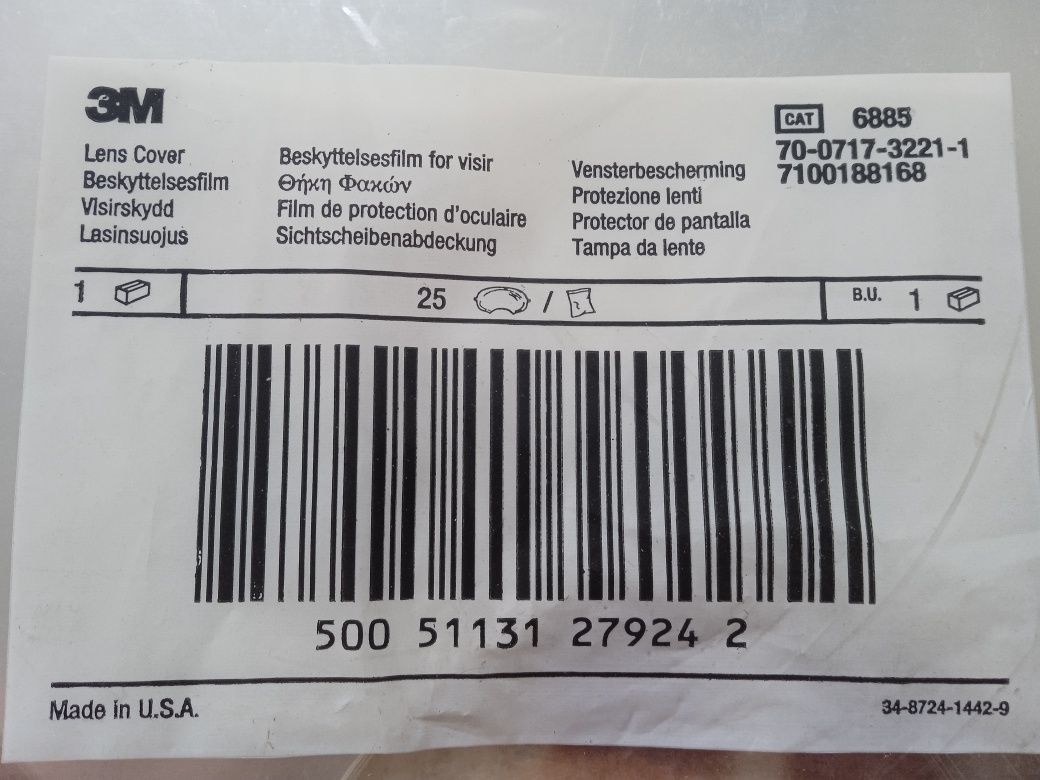 3M
Lens Cover
Beskyttelsesfilm
Visirskydd
Lasinsuojus
Beskyttelsesfilm for visir
Θήκη Φακών
Film de protection d'oculaire
Sichtscheibenabdeckung
Vensterbescherming
Protezione lenti
Protector de pantalla
Tampa da lente
CAT 6885
70-0717-3221-1
7100188168
1 25 / B.U. 1
500 51131 27924 2
Made in U.S.A. 34-8724-1442-9